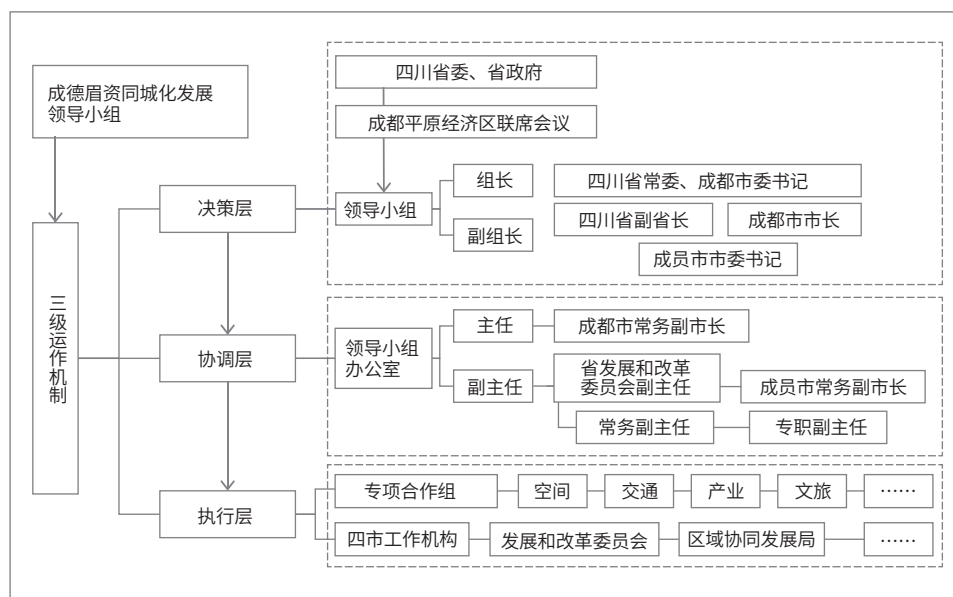 成德眉资同城化发展
领导小组
三级运作机制
决策层
协调层
执行层
四川省委、省政府
成都平原经济区联席会议
领导小组
组长
四川省常委、成都市委书记
副组长
四川省副省长
成都市市长
成员市市委书记
领导小组
办公室
主任
成都市常务副市长
副主任
省发展和改革
委员会副主任
成员市常务副市长
常务副主任
专职副主任
专项合作组
空间
交通
产业
文旅
……
四市工作机构
发展和改革委员会
区域协同发展局
……